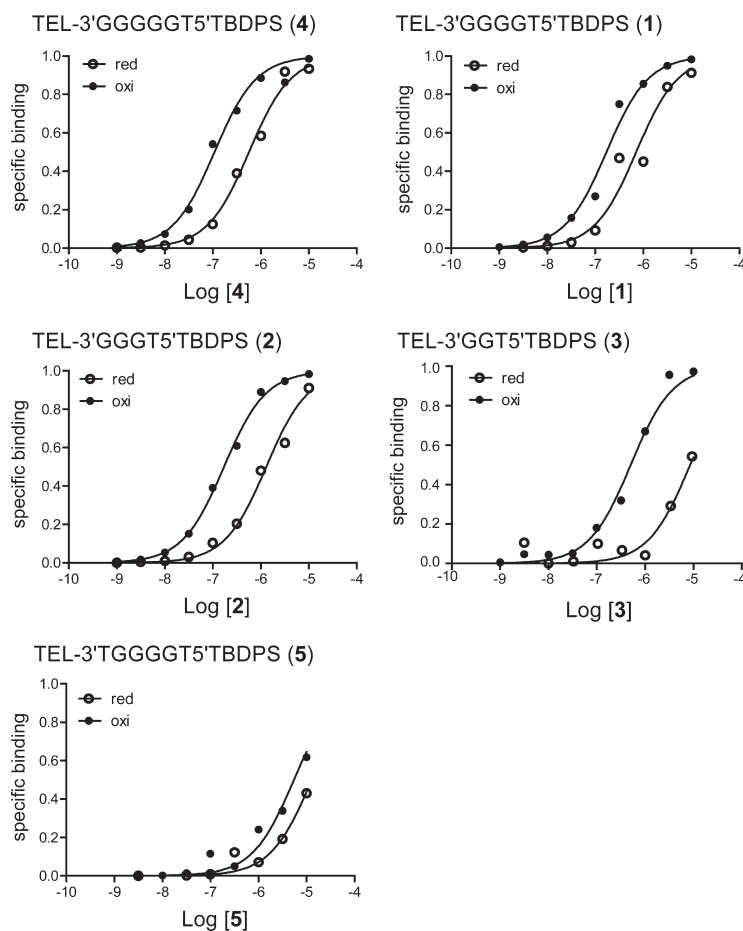 TEL-3'GGGGGT5'TBDPS (4)
red
oxi
specific binding
1.0
0.8
0.6
0.4
0.2
0.0
-10 -9 -8 -7 -6 -5 -4
Log [4]
TEL-3'GGGGT5'TBDPS (1)
red
oxi
specific binding
1.0
0.8
0.6
0.4
0.2
0.0
-10 -9 -8 -7 -6 -5 -4
Log [1]
TEL-3'GGGT5'TBDPS (2)
red
oxi
specific binding
1.0
0.8
0.6
0.4
0.2
0.0
-10 -9 -8 -7 -6 -5 -4
Log [2]
TEL-3'GGT5'TBDPS (3)
red
oxi
specific binding
1.0
0.8
0.6
0.4
0.2
0.0
-10 -9 -8 -7 -6 -5 -4
Log [3]
TEL-3'TGGGGT5'TBDPS (5)
red
oxi
specific binding
1.0
0.8
0.6
0.4
0.2
0.0
-10 -9 -8 -7 -6 -5 -4
Log [5]